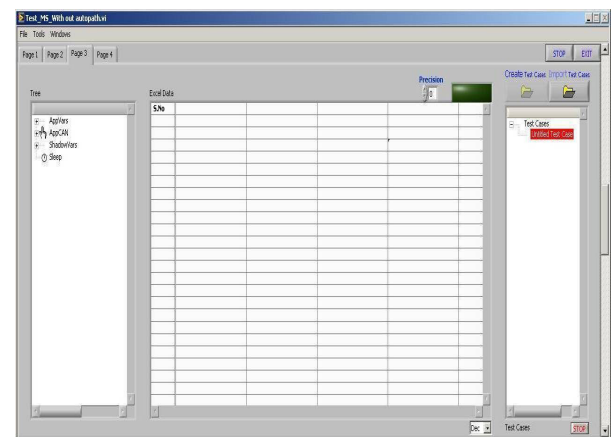 Test_MS_With out autopath.vi
File Tools Windows
Page 1 Page 2 Page 3 Page 4
STOP EXIT
Precision
0
Create Test Cases Import Test Cases
Tree
Excel Data
S.No
AppVars
AppCAN
ShadowVars
Sleep
Test Cases
Untitled Test Case
Dec
Test Cases
STOP